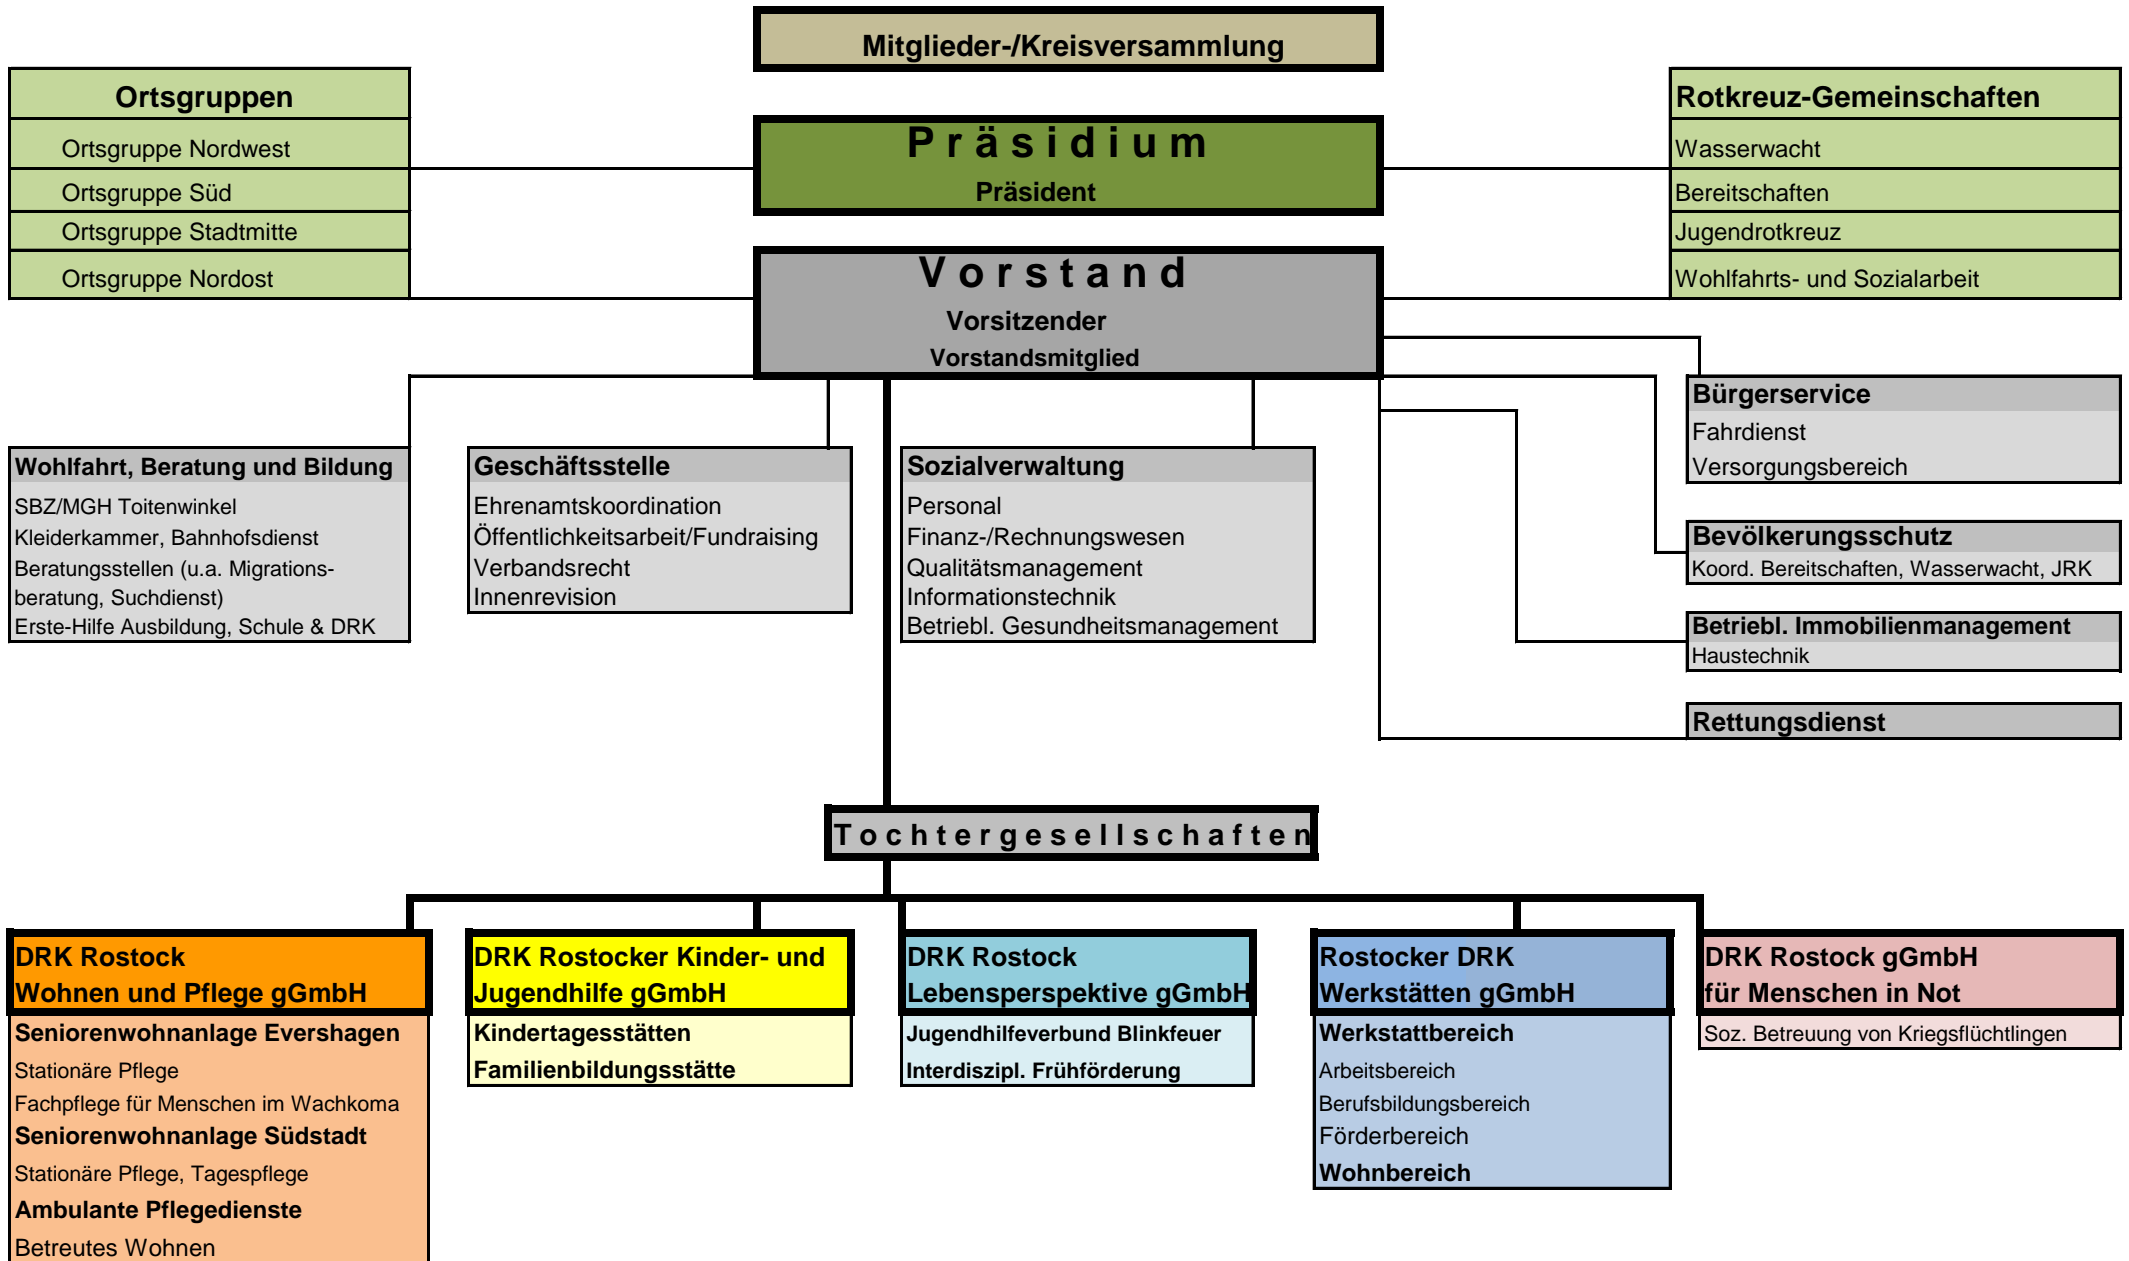 Mitglieder-/Kreisversammlung
Ortsgruppen
Ortsgruppe Nordwest
Ortsgruppe Süd
Ortsgruppe Stadtmitte
Ortsgruppe Nordost
Präsidium
Präsident
Rotkreuz-Gemeinschaften
Wasserwacht
Bereitschaften
Jugendrotkreuz
Wohlfahrts- und Sozialarbeit
Vorstand
Vorsitzender
Vorstandsmitglied
Wohlfahrt, Beratung und Bildung
SBZ/MGH Toitenwinkel
Kleiderkammer, Bahnhofsdienst
Beratungsstellen (u.a. Migrations-
beratung, Suchdienst)
Erste-Hilfe Ausbildung, Schule & DRK
Geschäftsstelle
Ehrenamtskoordination
Öffentlichkeitsarbeit/Fundraising
Verbandsrecht
Innenrevision
Sozialverwaltung
Personal
Finanz-/Rechnungswesen
Qualitätsmanagement
Informationstechnik
Betriebl. Gesundheitsmanagement
Bürgerservice
Fahrdienst
Versorgungsbereich
Bevölkerungsschutz
Koord. Bereitschaften, Wasserwacht, JRK
Betriebl. Immobilienmanagement
Haustechnik
Rettungsdienst
Tochtergesellschaften
DRK Rostock
Wohnen und Pflege gGmbH
Seniorenwohnanlage Evershagen
Stationäre Pflege
Fachpflege für Menschen im Wachkoma
Seniorenwohnanlage Südstadt
Stationäre Pflege, Tagespflege
Ambulante Pflegedienste
Betreutes Wohnen
DRK Rostocker Kinder- und
Jugendhilfe gGmbH
Kindertagesstätten
Familienbildungsstätte
DRK Rostock
Lebensperspektive gGmbH
Jugendhilfeverbund Blinkfeuer
Interdiszipl. Frühförderung
Rostocker DRK
Werkstätten gGmbH
Werkstattbereich
Arbeitsbereich
Berufsbildungsbereich
Förderbereich
Wohnbereich
DRK Rostock gGmbH
für Menschen in Not
Soz. Betreuung von Kriegsflüchtlingen